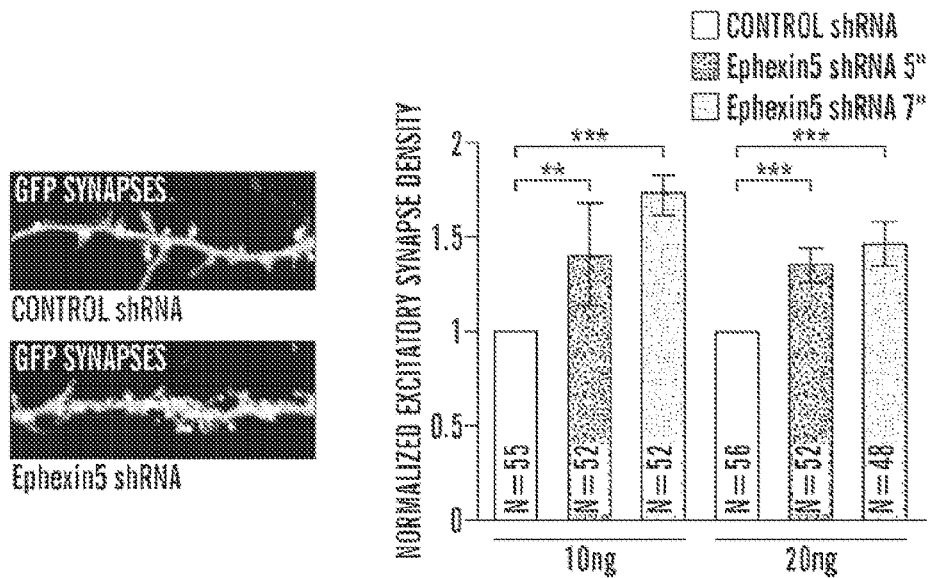 GFP SYNAPSES
CONTROL shRNA
GFP SYNAPSES
Ephexin5 shRNA
CONTROL shRNA
Ephexin5 shRNA 5"
Ephexin5 shRNA 7"
NORMALIZED EXCITATORY SYNAPSE DENSITY
2
1.5
1
0.5
0
***
**
***
***
N=55
N=52
N=52
N=56
N=52
N=48
10ng
20ng